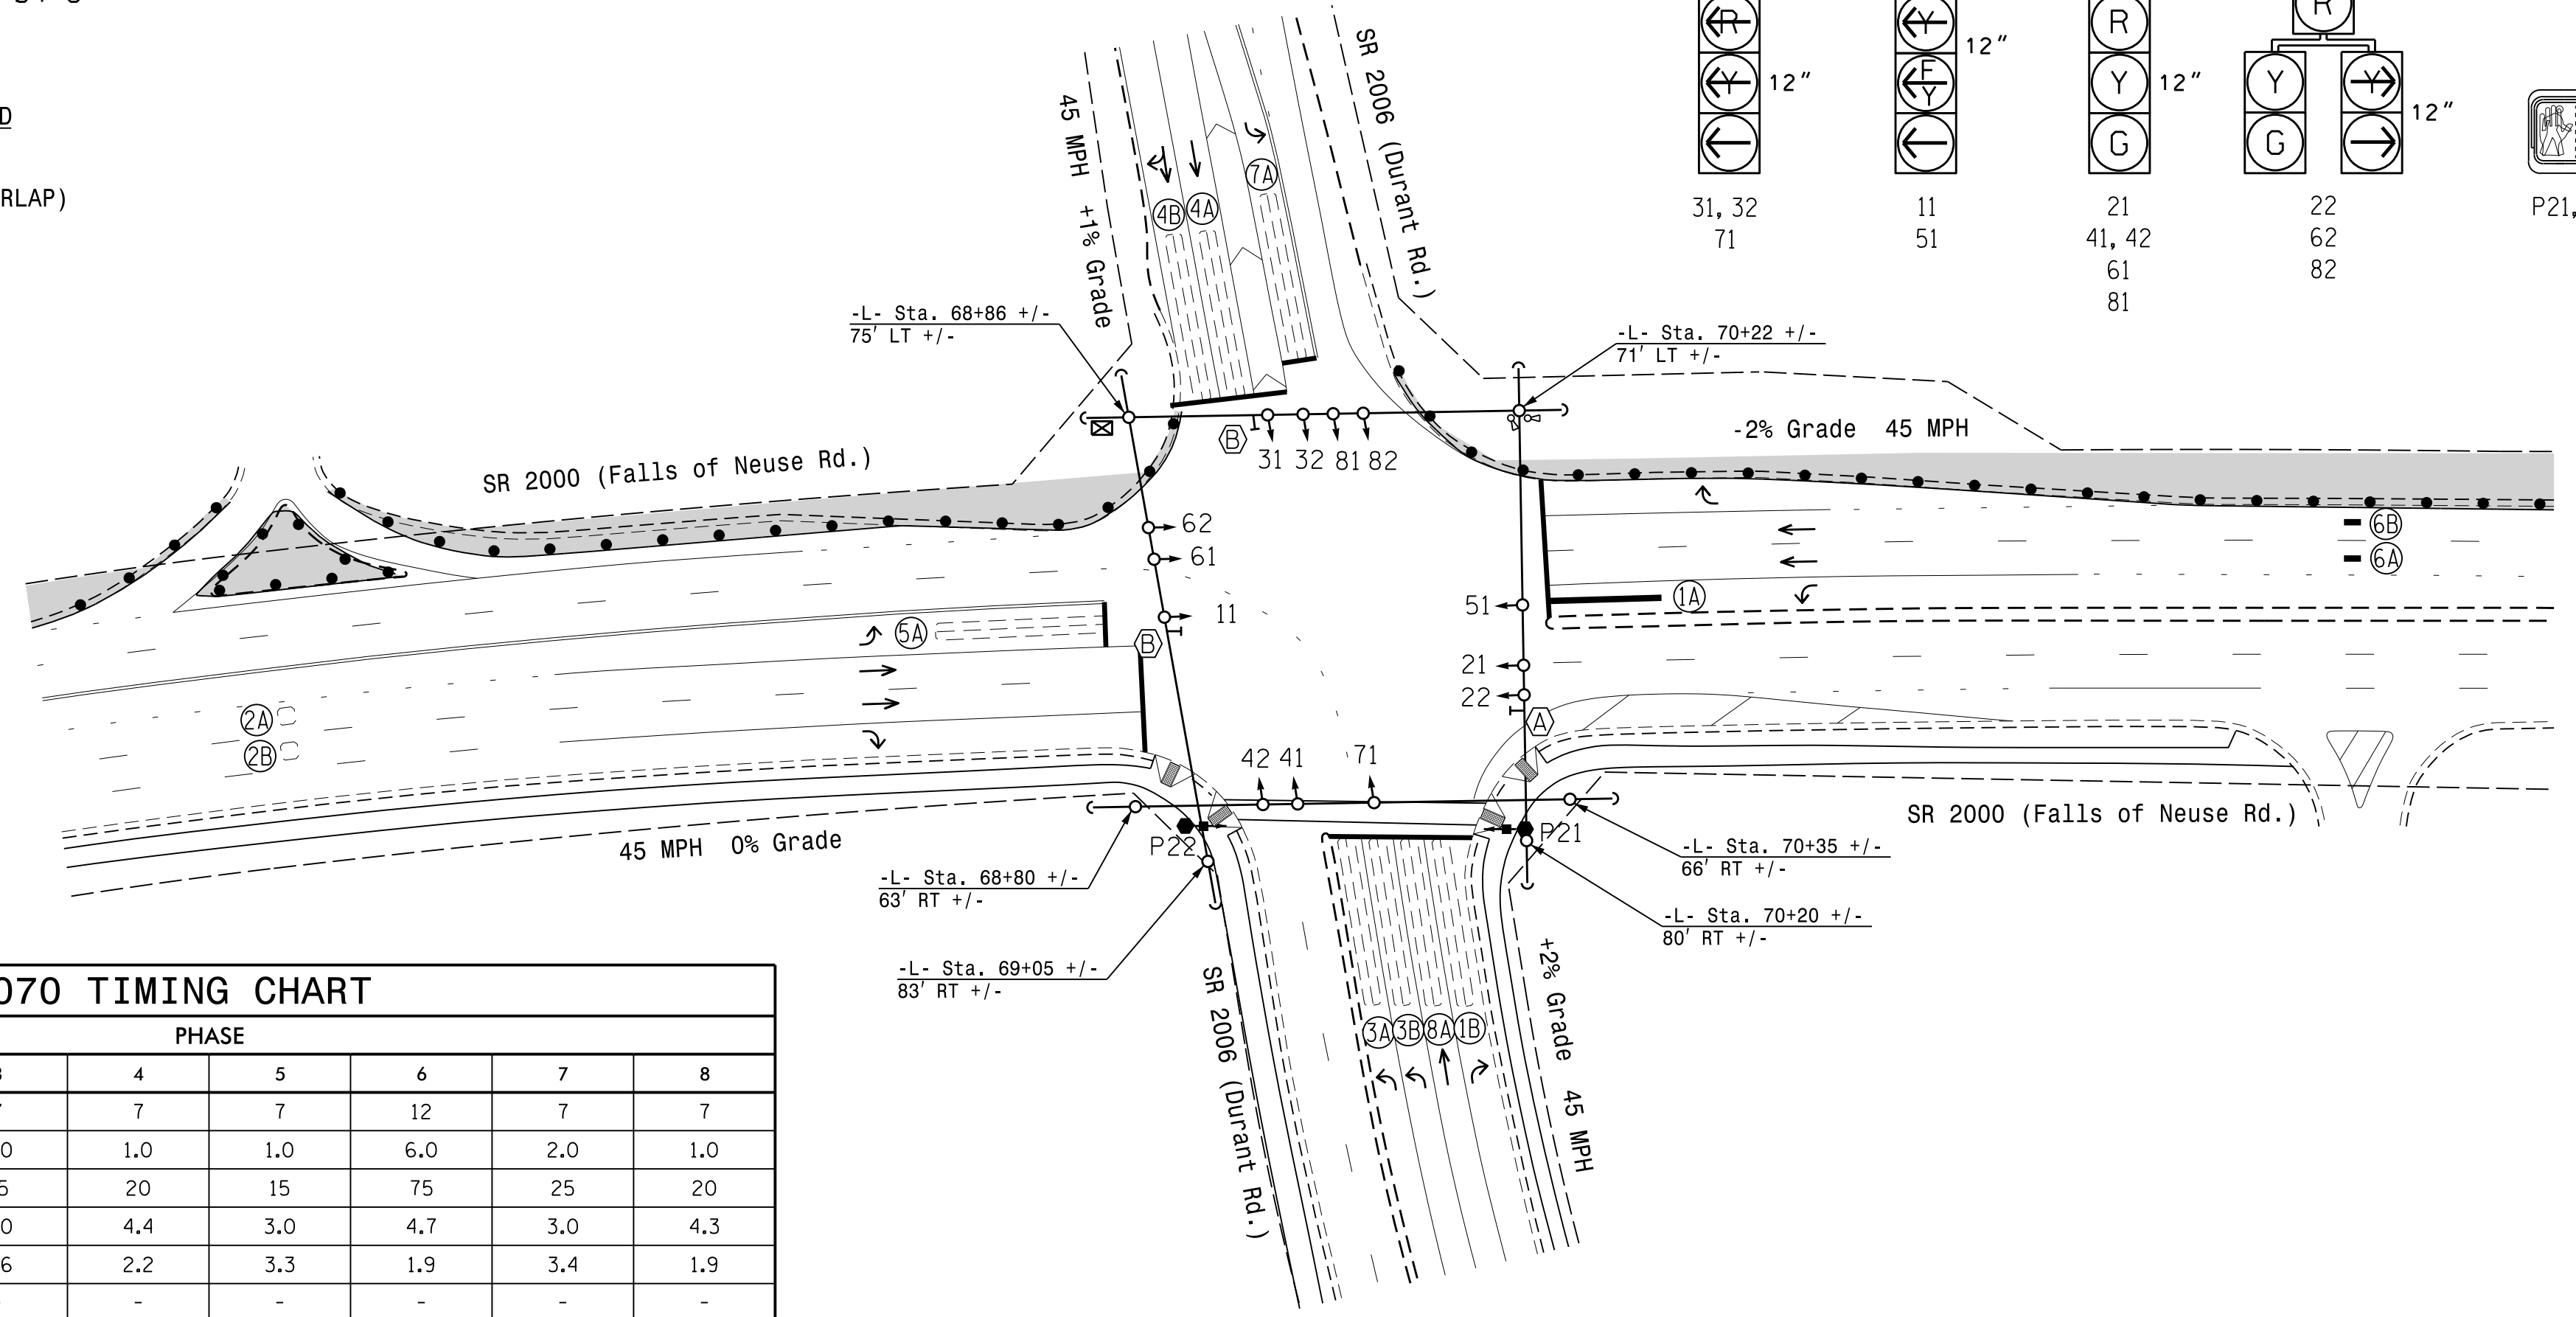 D
RLAP)
R
Y
12"
31, 32
71
Y
12"
F
Y
11
51
R
Y
12"
G
21
41, 42
61
81
R
Y
Y
G
12"
22
62
82
P21,
45 MPH +1% Grade
SR 2006 (Durant Rd.)
4B
4A
7A
-L- Sta. 68+86 +/-
75' LT +/-
-L- Sta. 70+22 +/-
71' LT +/-
SR 2000 (Falls of Neuse Rd.)
-2% Grade 45 MPH
B
31
32
81
82
62
61
11
B
5A
2A
2B
6B
6A
1A
51
21
22
A
42
41
71
P22
P21
45 MPH 0% Grade
SR 2000 (Falls of Neuse Rd.)
-L- Sta. 68+80 +/-
63' RT +/-
-L- Sta. 70+35 +/-
66' RT +/-
-L- Sta. 70+20 +/-
80' RT +/-
-L- Sta. 69+05 +/-
83' RT +/-
3A
3B
8A
1B
SR 2006 (Durant Rd.)
+2% Grade 45 MPH
070 TIMING CHART
PHASE
4 5 6 7 8
7 7 12 7 7
0 1.0 1.0 6.0 2.0 1.0
5 20 15 75 25 20
0 4.4 3.0 4.7 3.0 4.3
6 2.2 3.3 1.9 3.4 1.9
- - - - -